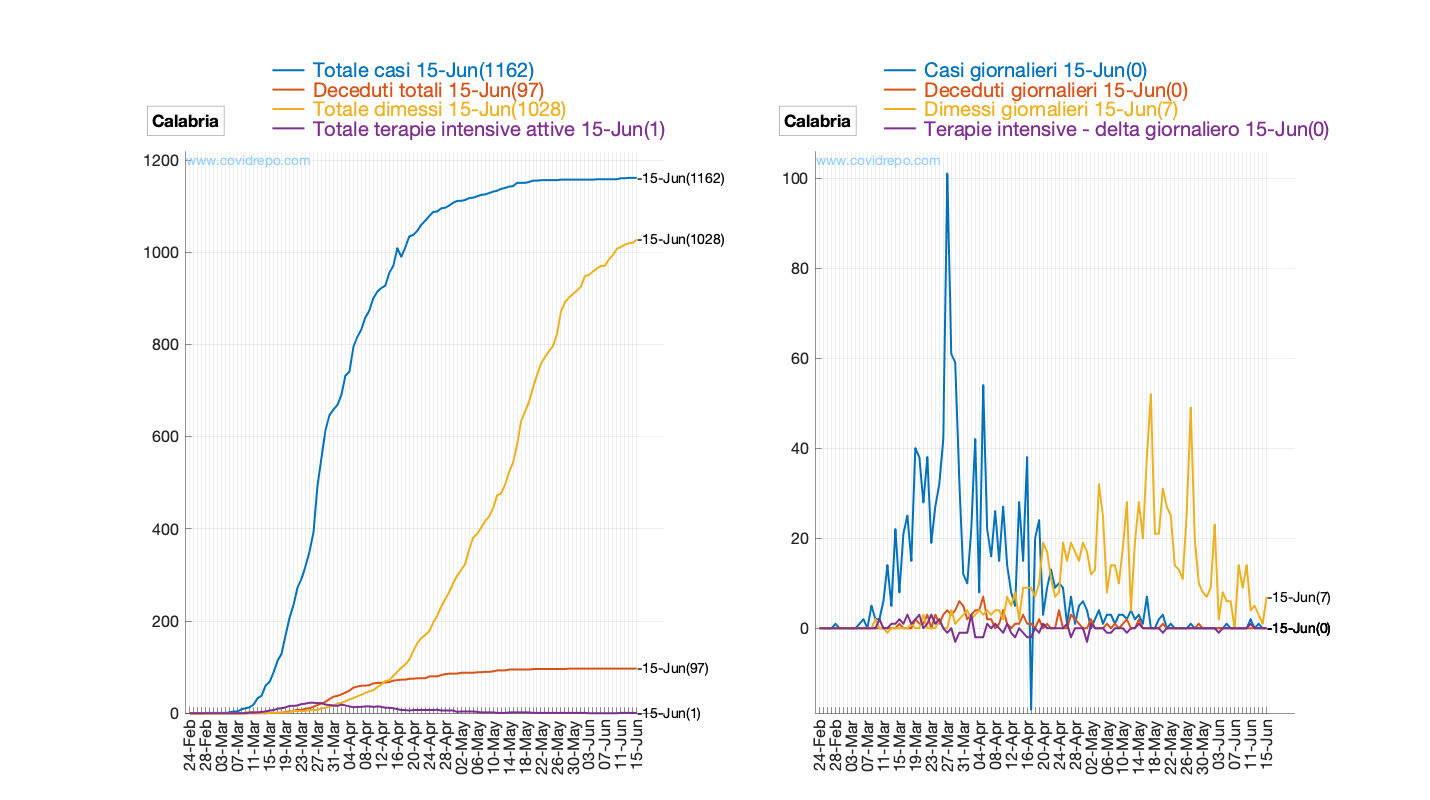 Totale casi 15-Jun(1162)
Deceduti totali 15-Jun(97)
Totale dimessi 15-Jun(1028)
Totale terapie intensive attive 15-Jun(1)
Calabria
www.covidrepo.com
1200
1000
800
600
400
200
0
15-Jun(1162)
15-Jun(1028)
15-Jun(97)
15-Jun(1)
24-Feb
28-Feb
03-Mar
07-Mar
11-Mar
15-Mar
19-Mar
23-Mar
27-Mar
31-Mar
04-Apr
08-Apr
12-Apr
16-Apr
20-Apr
24-Apr
28-Apr
02-May
06-May
10-May
14-May
18-May
22-May
26-May
30-May
03-Jun
07-Jun
11-Jun
15-Jun
Casi giornalieri 15-Jun(0)
Deceduti giornalieri 15-Jun(0)
Dimessi giornalieri 15-Jun(7)
Terapie intensive - delta giornaliero 15-Jun(0)
Calabria
www.covidrepo.com
100
80
60
40
20
0
15-Jun(7)
15-Jun(0)
24-Feb
28-Feb
03-Mar
07-Mar
11-Mar
15-Mar
19-Mar
23-Mar
27-Mar
31-Mar
04-Apr
08-Apr
12-Apr
16-Apr
20-Apr
24-Apr
28-Apr
02-May
06-May
10-May
14-May
18-May
22-May
26-May
30-May
03-Jun
07-Jun
11-Jun
15-Jun